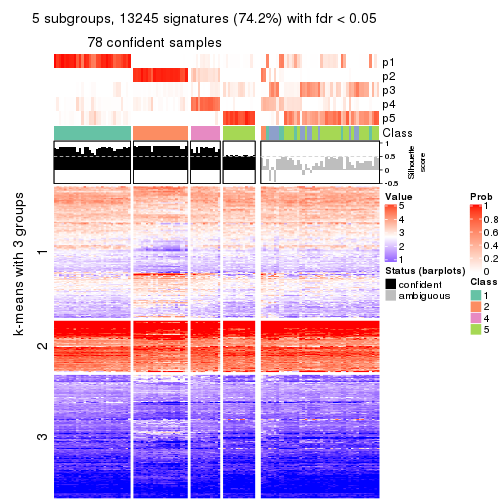 5 subgroups, 13245 signatures (74.2%) with fdr < 0.05
78 confident samples
p1
p2
p3
p4
p5
Class
1
0.5
0
-0.5
Silhouette
score
k-means with 3 groups
1
2
3
Value
5
4
3
2
1
Status (barplots)
confident
ambiguous
Prob
1
0.8
0.6
0.4
0.2
0
Class
1
2
4
5